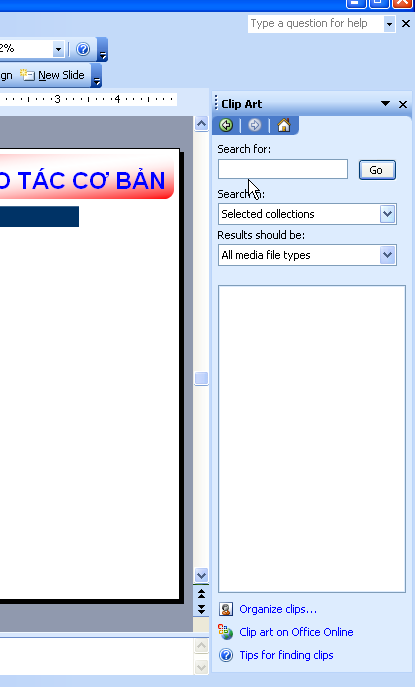 Type a question for help
2%
gn New Slide
3 4
Clip Art
Search for:
O TÁC CƠ BẢN
Go
Search in:
Selected collections
Results should be:
All media file types
Organize clips...
Clip art on Office Online
Tips for finding clips